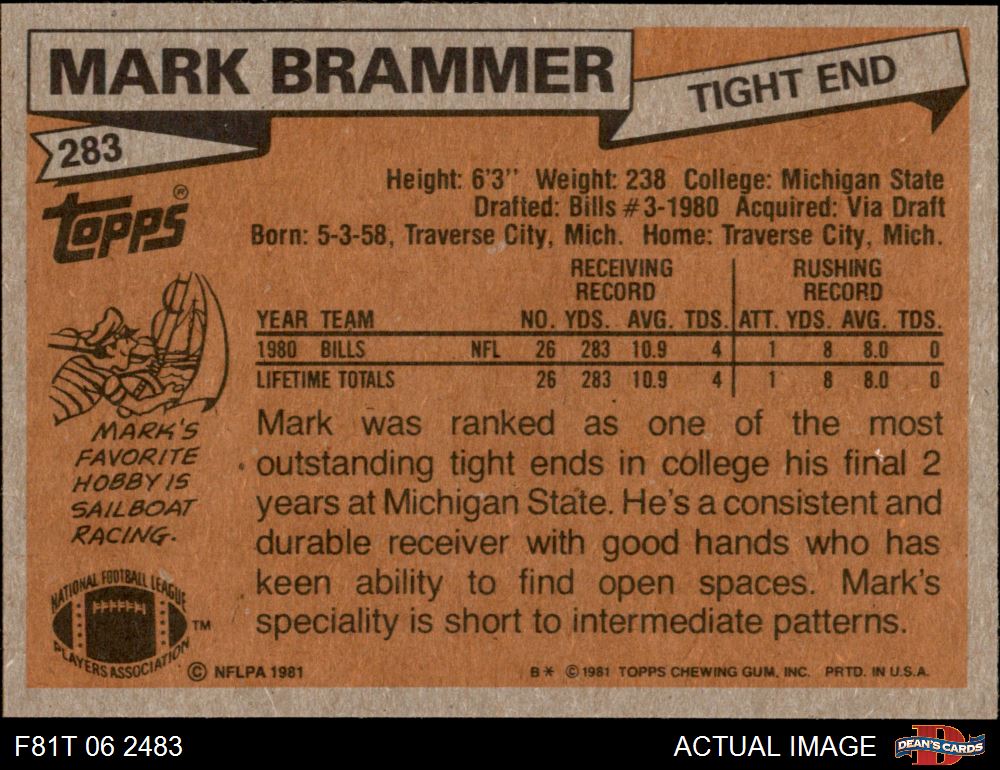 MARK BRAMMER
TIGHT END
283
Topps®
Height: 6'3'' Weight: 238 College: Michigan State
Drafted: Bills #3-1980 Acquired: Via Draft
Born: 5-3-58, Traverse City, Mich. Home: Traverse City, Mich.
RECEIVING RECORD RUSHING RECORD
YEAR TEAM NO. YDS. AVG. TDS. ATT. YDS. AVG. TDS.
1980 BILLS NFL 26 283 10.9 4 1 8 8.0 0
LIFETIME TOTALS 26 283 10.9 4 1 8 8.0 0
MARK'S
FAVORITE
HOBBY IS
SAILBOAT
RACING.
Mark was ranked as one of the most
outstanding tight ends in college his final 2
years at Michigan State. He's a consistent and
durable receiver with good hands who has
keen ability to find open spaces. Mark's
speciality is short to intermediate patterns.
NATIONAL FOOTBALL LEAGUE
PLAYERS ASSOCIATION
TM
© NFLPA 1981
B* © 1981 TOPPS CHEWING GUM, INC. PRTD. IN U.S.A.
F81T 06 2483
ACTUAL IMAGE
D
DEAN'S CARDS